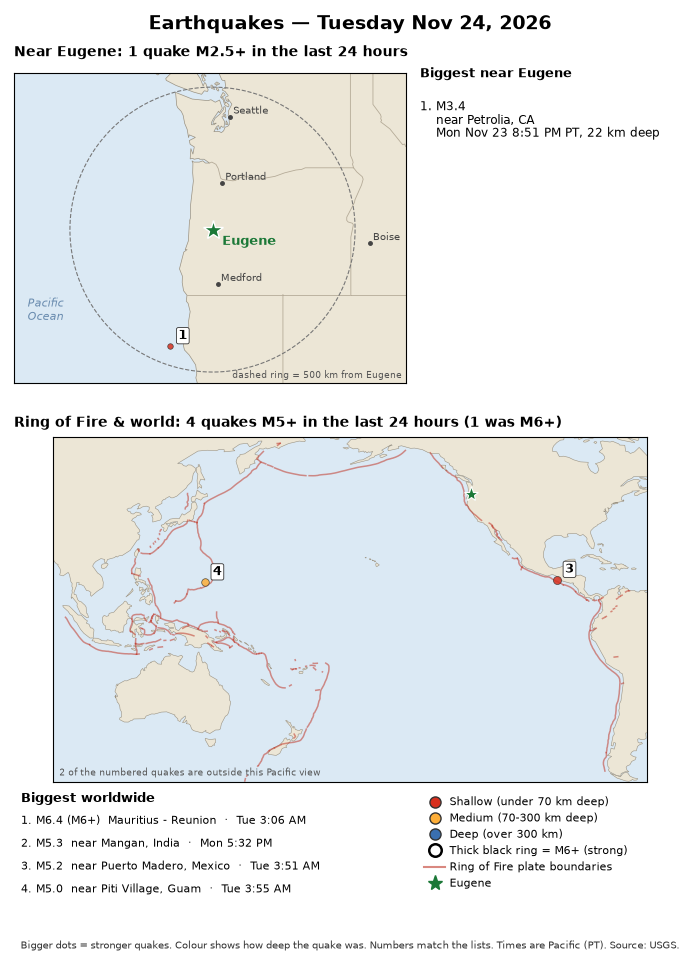 Earthquakes — Tuesday Nov 24, 2026
Near Eugene: 1 quake M2.5+ in the last 24 hours
Seattle
Portland
Eugene
Boise
Medford
Pacific
Ocean
1
dashed ring = 500 km from Eugene
Biggest near Eugene
1. M3.4
near Petrolia, CA
Mon Nov 23 8:51 PM PT, 22 km deep
Ring of Fire & world: 4 quakes M5+ in the last 24 hours (1 was M6+)
4
3
2 of the numbered quakes are outside this Pacific view
Biggest worldwide
1. M6.4 (M6+)  Mauritius - Reunion  ·  Tue 3:06 AM
2. M5.3  near Mangan, India  ·  Mon 5:32 PM
3. M5.2  near Puerto Madero, Mexico  ·  Tue 3:51 AM
4. M5.0  near Piti Village, Guam  ·  Tue 3:55 AM
Shallow (under 70 km deep)
Medium (70-300 km deep)
Deep (over 300 km)
Thick black ring = M6+ (strong)
Ring of Fire plate boundaries
Eugene
Bigger dots = stronger quakes. Colour shows how deep the quake was. Numbers match the lists. Times are Pacific (PT). Source: USGS.